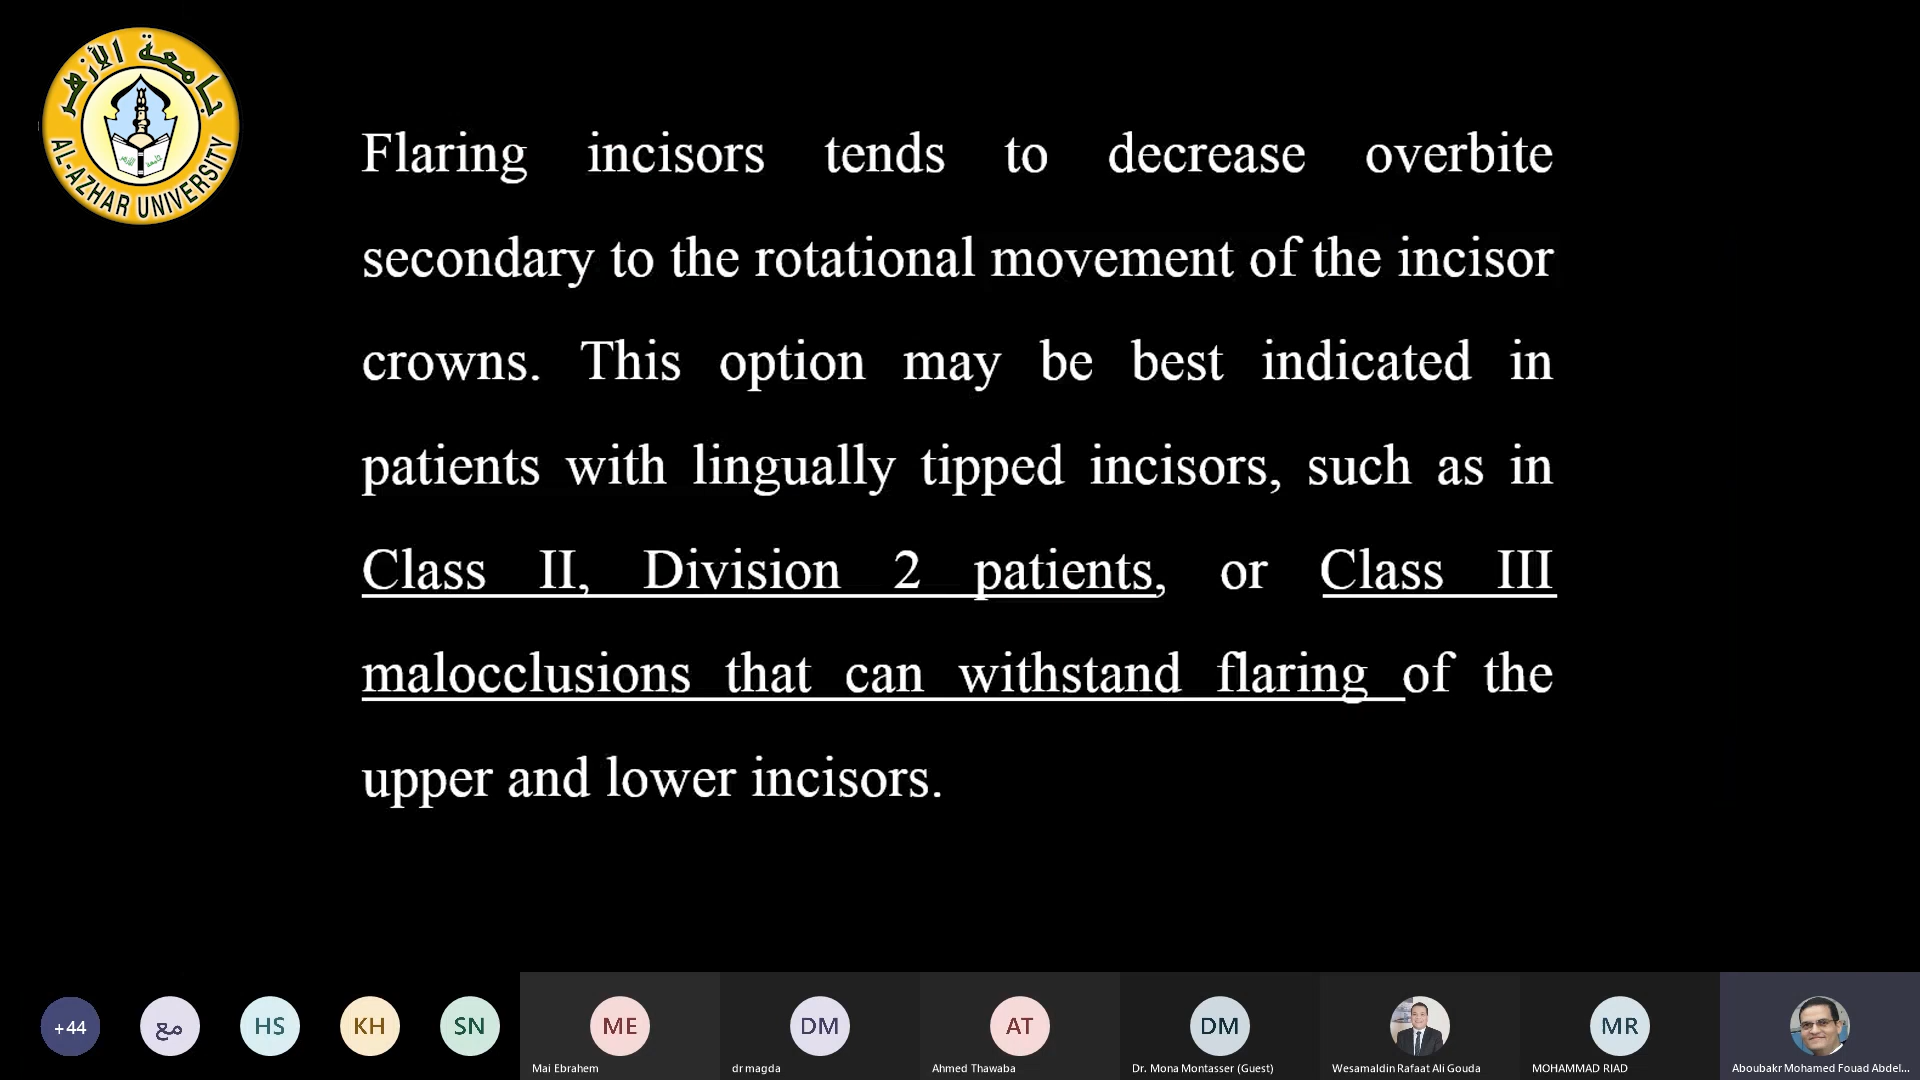 جامعة الأزهر
AL-AZHAR UNIVERSITY
Flaring incisors tends to decrease overbite
secondary to the rotational movement of the incisor
crowns. This option may be best indicated in
patients with lingually tipped incisors, such as in
Class II, Division 2 patients, or Class III
malocclusions that can withstand flaring of the
upper and lower incisors.
+44
مع
HS
KH
SN
ME
DM
AT
DM
MR
Mai Ebrahem
dr magda
Ahmed Thawaba
Dr. Mona Montasser (Guest)
Wesamaldin Rafaat Ali Gouda
MOHAMMAD RIAD
Aboubakr Mohamed Fouad Abdel...